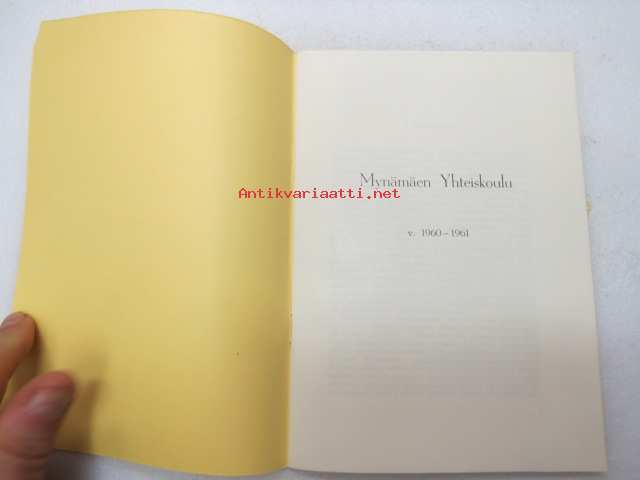 Mynämäen Yhteiskoulu
Antikvariaatti.net
v. 1960–1961